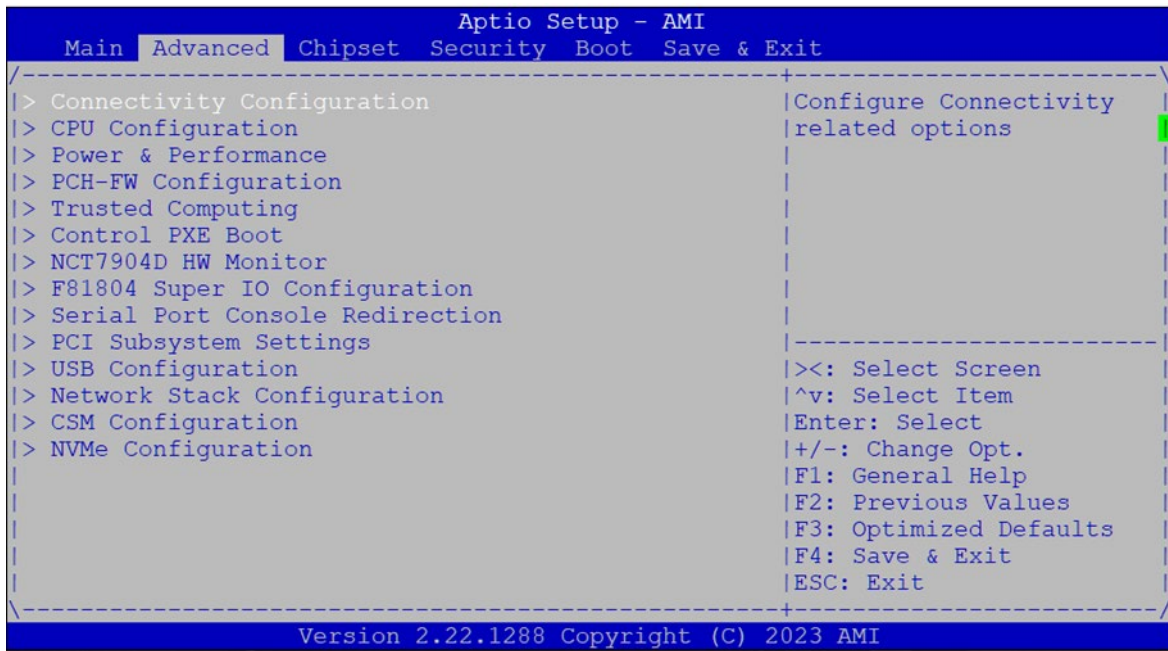 Aptio Setup - AMI
Main Advanced Chipset Security Boot Save & Exit
/----------------------------------------------------+-------------------------\
|> Connectivity Configuration |Configure Connectivity |
|> CPU Configuration |related options |
|> Power & Performance | |
|> PCH-FW Configuration | |
|> Trusted Computing | |
|> Control PXE Boot | |
|> NCT7904D HW Monitor | |
|> F81804 Super IO Configuration | |
|> Serial Port Console Redirection | |
|> PCI Subsystem Settings |-------------------------|
|> USB Configuration |><: Select Screen |
|> Network Stack Configuration |^v: Select Item |
|> CSM Configuration |Enter: Select |
|> NVMe Configuration |+/-: Change Opt. |
| |F1: General Help |
| |F2: Previous Values |
| |F3: Optimized Defaults |
| |F4: Save & Exit |
| |ESC: Exit |
\----------------------------------------------------+-------------------------/
Version 2.22.1288 Copyright (C) 2023 AMI